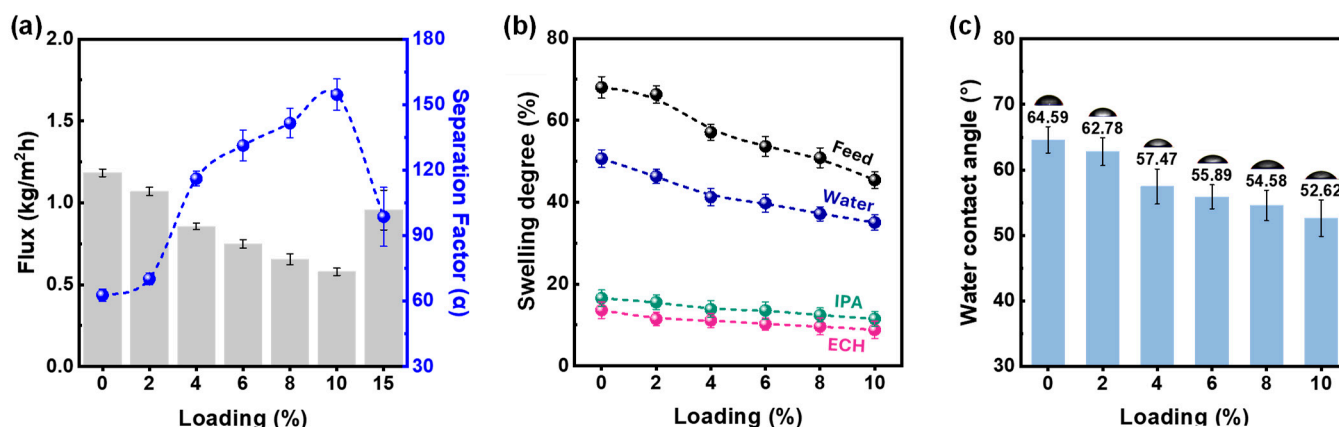 (a)
2.0
1.5
1.0
0.5
0.0
Flux (kg/m²h)
180
150
120
90
60
30
Separation Factor (α)
0 2 4 6 8 10 15
Loading (%)
(b)
80
60
40
20
0
Swelling degree (%)
Feed
Water
IPA
ECH
0 2 4 6 8 10
Loading (%)
(c)
80
70
60
50
40
30
Water contact angle (°)
64.59
62.78
57.47
55.89
54.58
52.62
0 2 4 6 8 10
Loading (%)